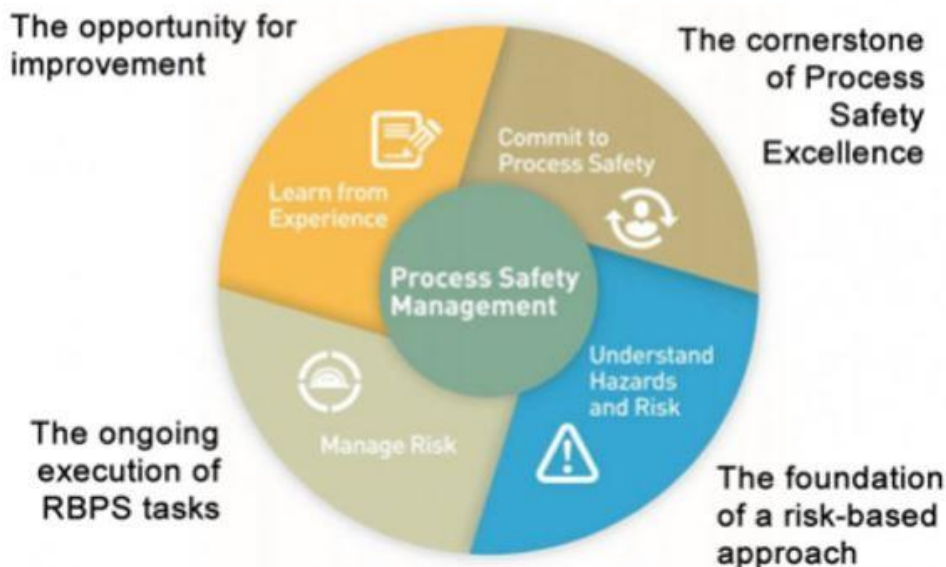 The opportunity for
improvement
The cornerstone
of Process
Safety
Excellence
Commit to
Process Safety
Learn from
Experience
Process Safety
Management
Understand
Hazards
and Risk
Manage Risk
The ongoing
execution of
RBPS tasks
The foundation
of a risk-based
approach